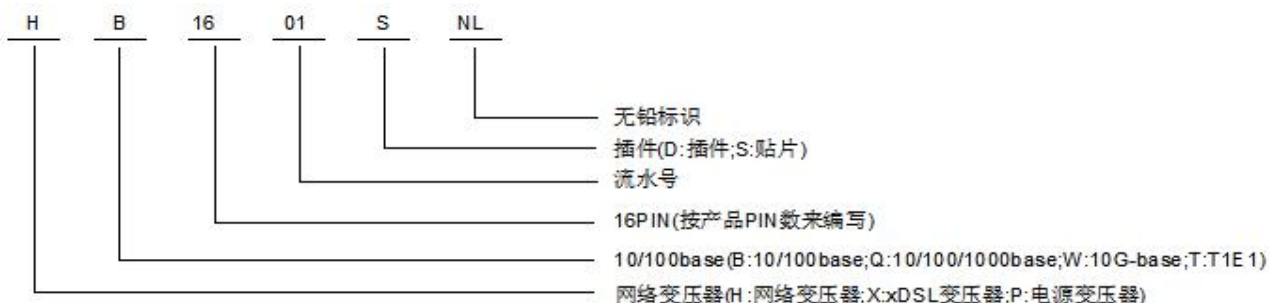 H B 16 01 S NL
无铅标识
插件(D:插件;S:贴片)
流水号
16PIN(按产品PIN数来编写)
10/100base(B:10/100base;Q:10/100/1000base;W:10G-base;T:T1E1)
网络变压器(H:网络变压器;X:xDSL变压器;P:电源变压器)